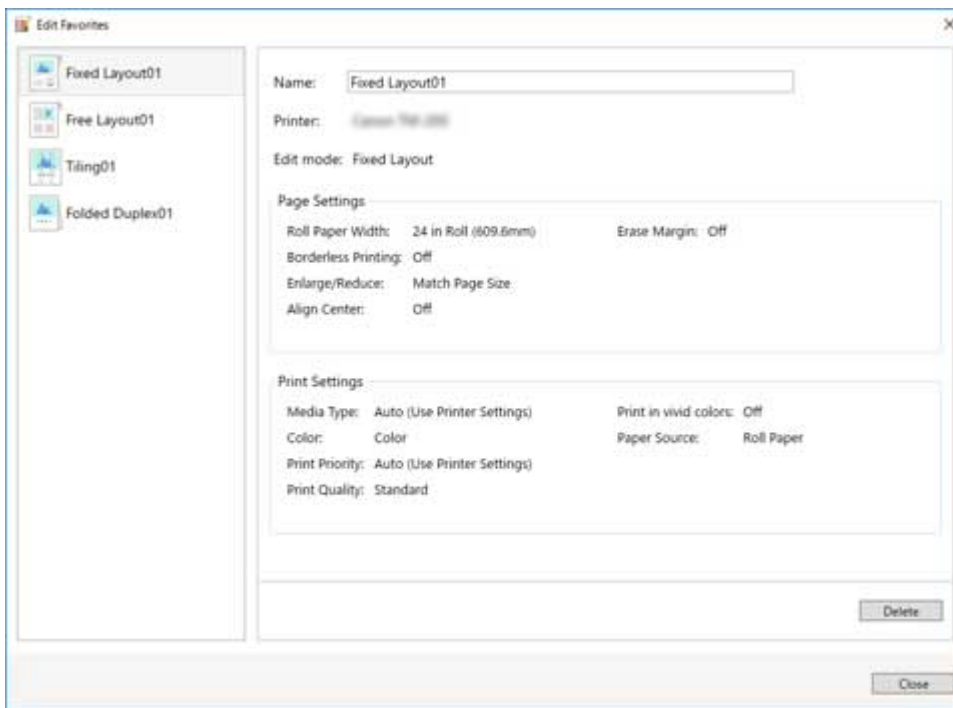 Edit Favorites
Fixed Layout01
Free Layout01
Tiling01
Folded Duplex01
Name: Fixed Layout01
Printer:
Edit mode: Fixed Layout
Page Settings
Roll Paper Width: 24 in Roll (609.6mm) Erase Margin: Off
Borderless Printing: Off
Enlarge/Reduce: Match Page Size
Align Center: Off
Print Settings
Media Type: Auto (Use Printer Settings) Print in vivid colors: Off
Color: Color Paper Source: Roll Paper
Print Priority: Auto (Use Printer Settings)
Print Quality: Standard
Delete
Close